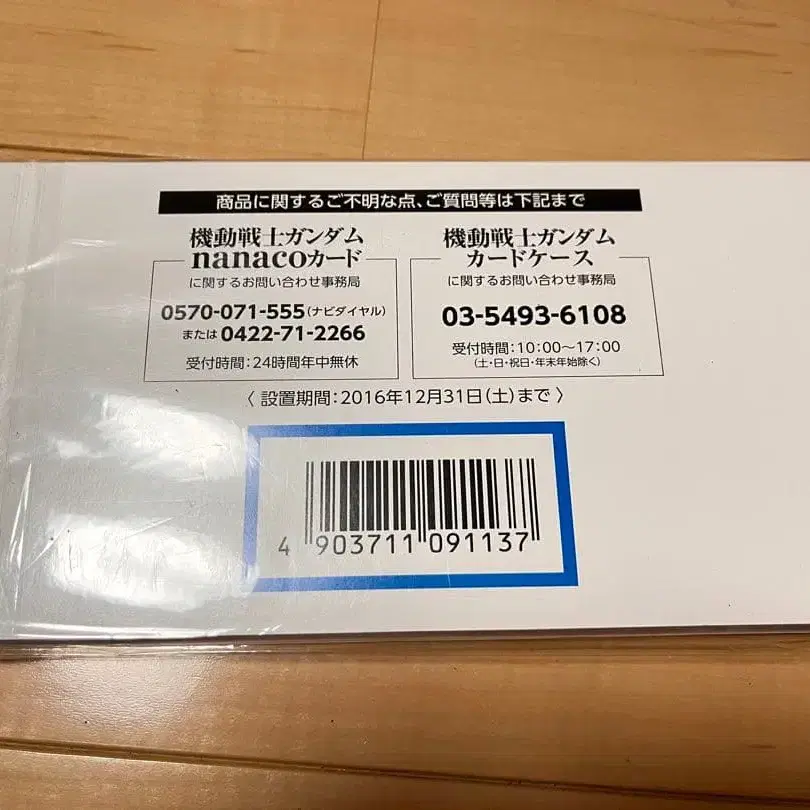 商品に関するご不明な点、ご質問等は下記まで
機動戦士ガンダム
nanacoカード
に関するお問い合わせ事務局
0570-071-555(ナビダイヤル)
または 0422-71-2266
受付時間:24時間年中無休
機動戦士ガンダム
カードケース
に関するお問い合わせ事務局
03-5493-6108
受付時間:10:00〜17:00
(土・日・祝日・年末年始除く)
〈 設置期間:2016年12月31日(土)まで 〉
4 903711 091137